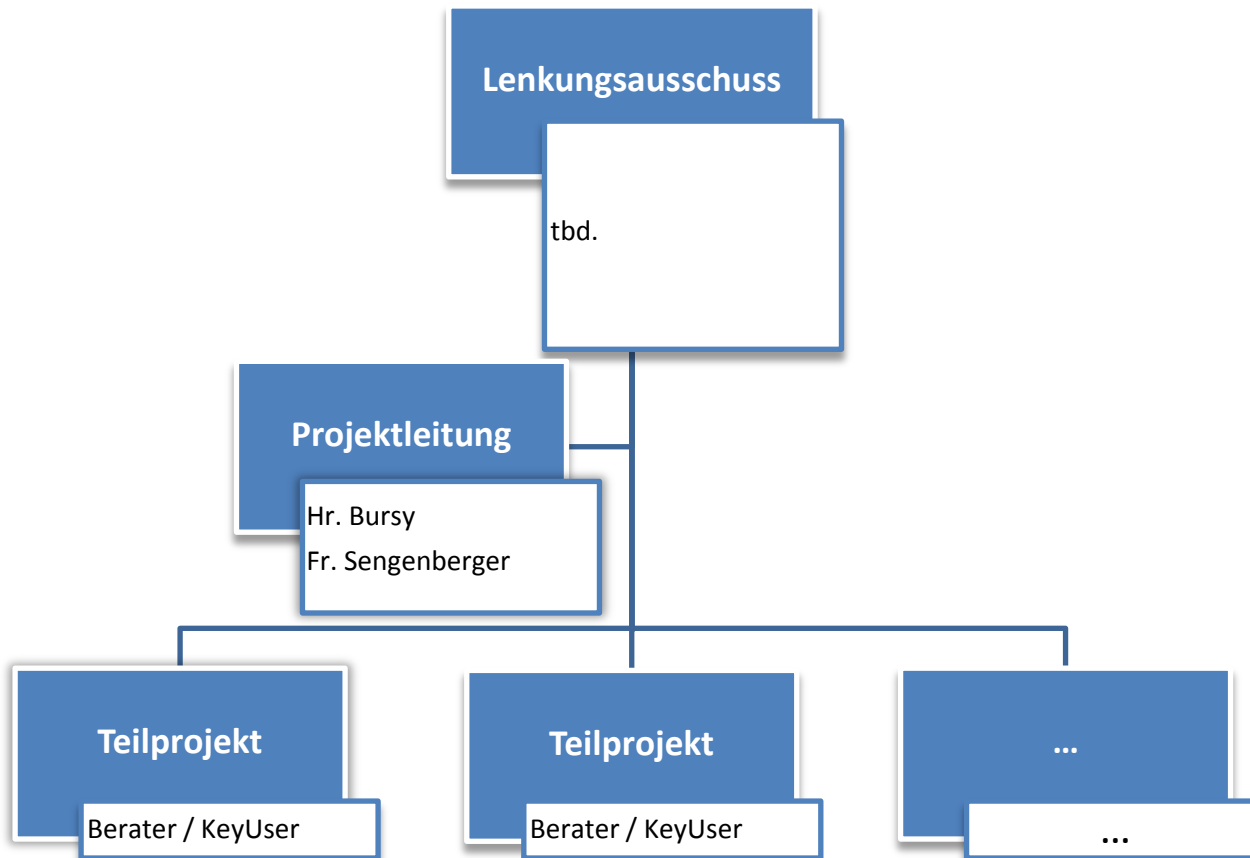 Lenkungsausschuss
tbd.
Projektleitung
Hr. Bursy
Fr. Sengenberger
Teilprojekt
Berater / KeyUser
Teilprojekt
Berater / KeyUser
...
...